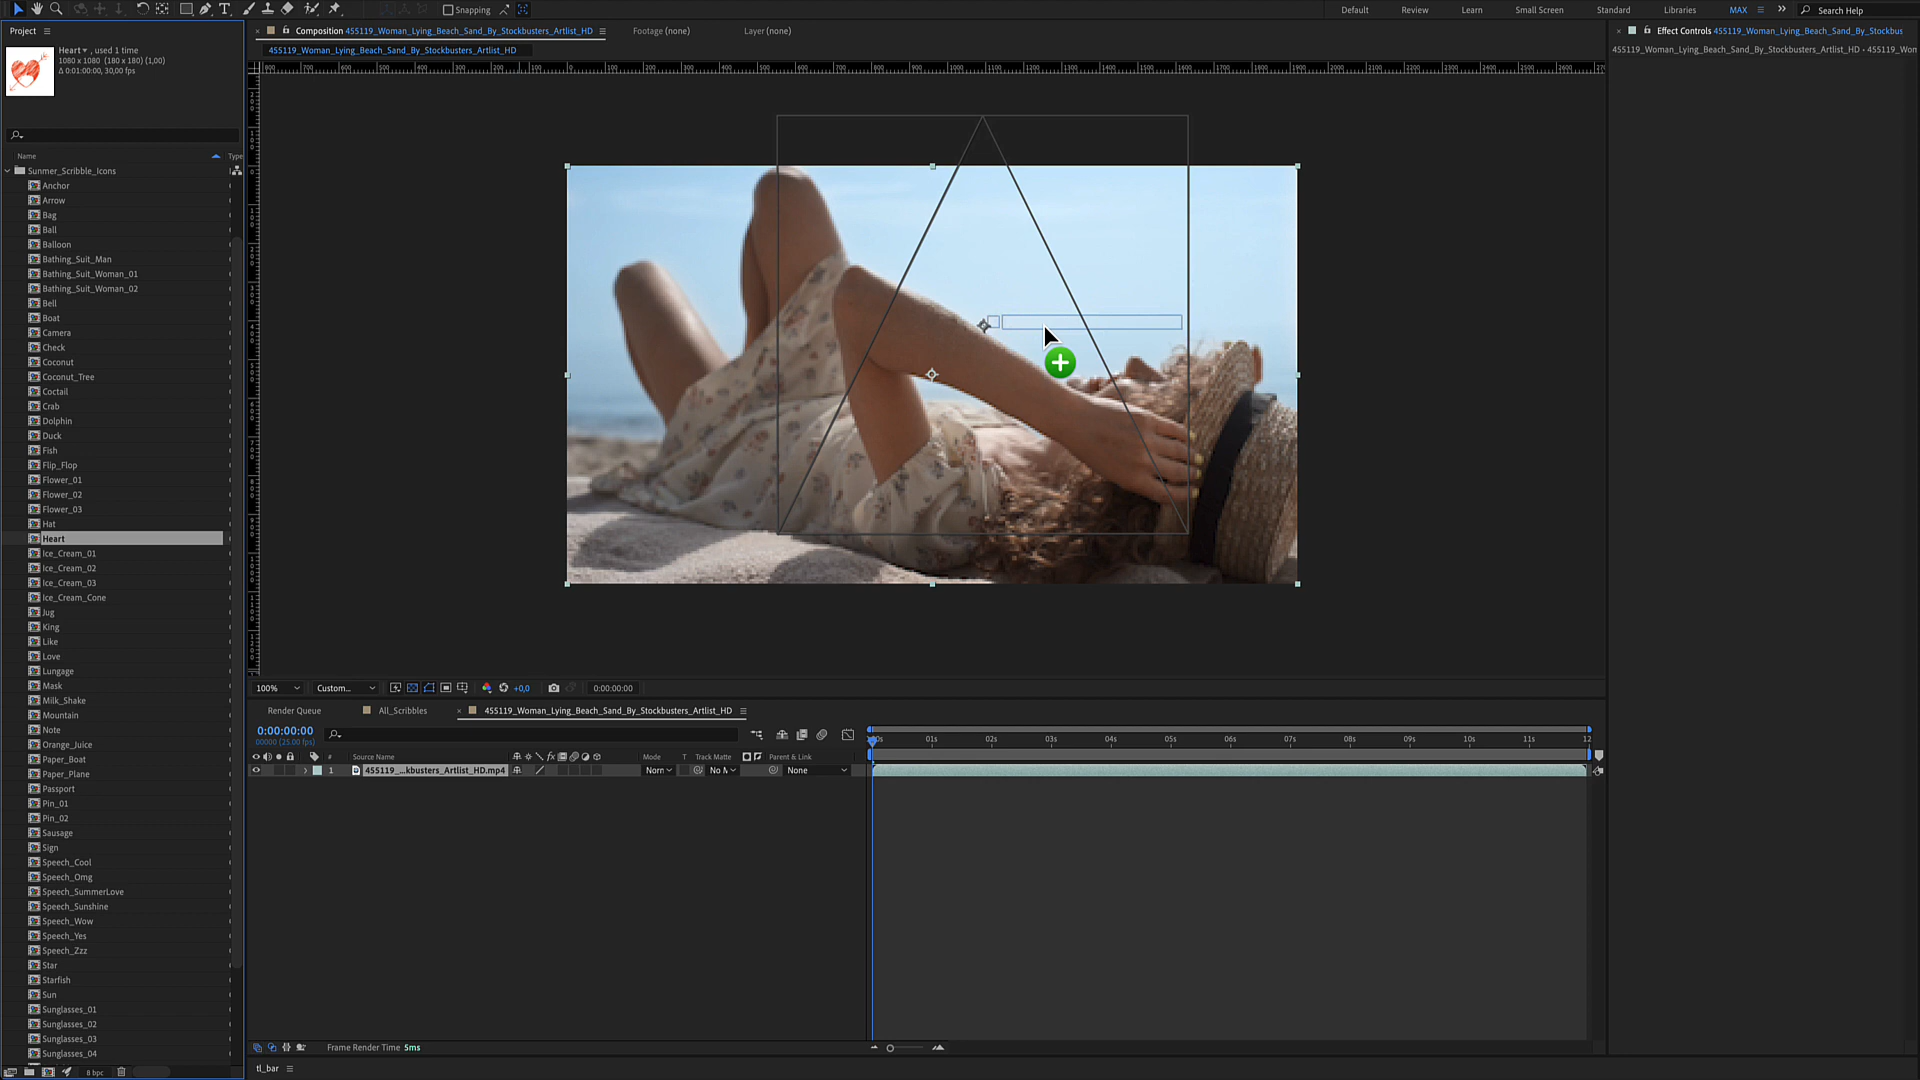 Snapping
Default
Review
Learn
Small Screen
Standard
Libraries
MAX
Search Help
Project
Composition 455119_Woman_Lying_Beach_Sand_By_Stockbusters_Artlist_HD
Footage (none)
Layer (none)
Effect Controls 455119_Woman_Lying_Beach_Sand_By_Stockbus
Heart , used 1 time
1080 x 1080 (180 x 180) (1,00)
Δ 0:01:00:00, 30,00 fps
455119_Woman_Lying_Beach_Sand_By_Stockbusters_Artlist_HD
455119_Woman_Lying_Beach_Sand_By_Stockbusters_Artlist_HD • 455119_Wom
Name
Type
Sunmer_Scribble_Icons
Anchor
Arrow
Bag
Ball
Balloon
Bathing_Suit_Man
Bathing_Suit_Woman_01
Bathing_Suit_Woman_02
Bell
Boat
Camera
Check
Coconut
Coconut_Tree
Coctail
Crab
Dolphin
Duck
Fish
Flip_Flop
Flower_01
Flower_02
Flower_03
Hat
Heart
Ice_Cream_01
Ice_Cream_02
Ice_Cream_03
Ice_Cream_Cone
Jug
King
Like
Love
Lungage
Mask
Milk_Shake
Mountain
Note
Orange_Juice
Paper_Boat
Paper_Plane
Passport
Pin_01
Pin_02
Sausage
Sign
Speech_Cool
Speech_Omg
Speech_SummerLove
Speech_Sunshine
Speech_Wow
Speech_Yes
Speech_Zzz
Star
Starfish
Sun
Sunglasses_01
Sunglasses_02
Sunglasses_03
Sunglasses_04
8 bpc
100%
Custom...
+0,0
0:00:00:00
Render Queue
All_Scribbles
455119_Woman_Lying_Beach_Sand_By_Stockbusters_Artlist_HD
0:00:00:00
00000 (25.00 fps)
# Source Name
Mode
T Track Matte
Parent & Link
1 455119_...kbusters_Artlist_HD.mp4
Norn
No M
None
01s 02s 03s 04s 05s 06s 07s 08s 09s 10s 11s 12
Frame Render Time 5ms
tl_bar